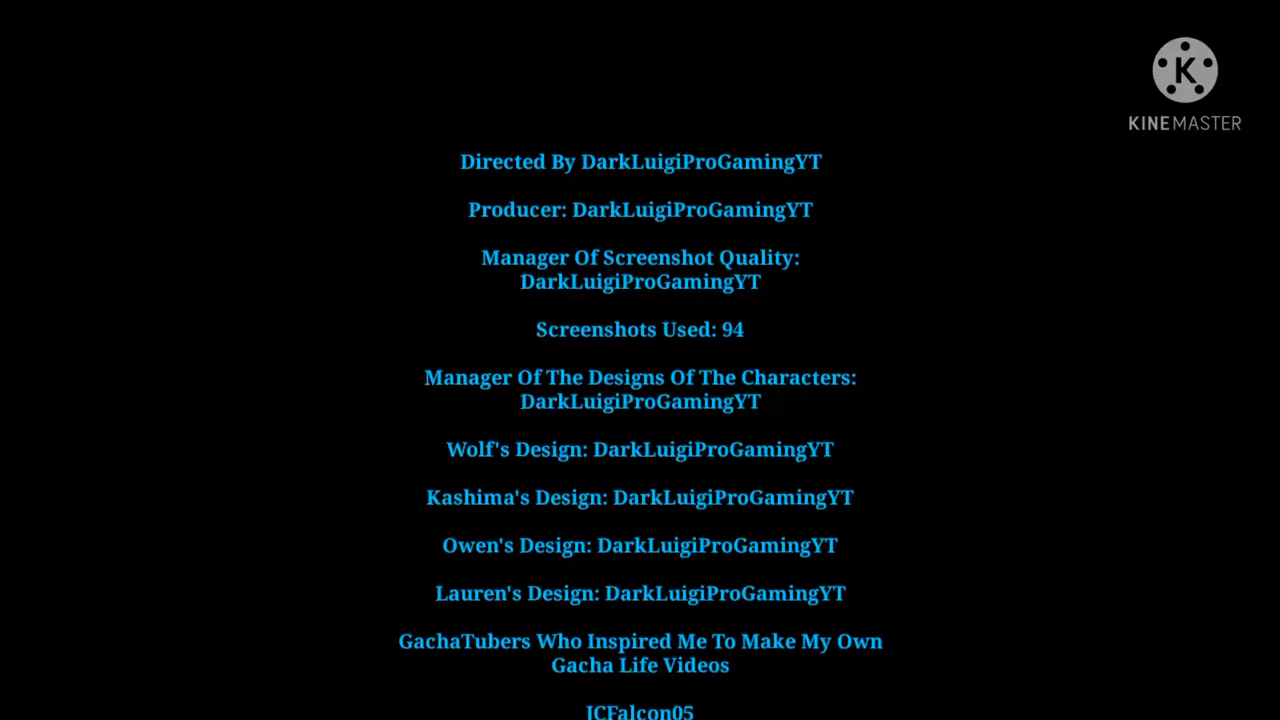 K
KINEMASTER
Directed By DarkLuigiProGamingYT
Producer: DarkLuigiProGamingYT
Manager Of Screenshot Quality:
DarkLuigiProGamingYT
Screenshots Used: 94
Manager Of The Designs Of The Characters:
DarkLuigiProGamingYT
Wolf's Design: DarkLuigiProGamingYT
Kashima's Design: DarkLuigiProGamingYT
Owen's Design: DarkLuigiProGamingYT
Lauren's Design: DarkLuigiProGamingYT
GachaTubers Who Inspired Me To Make My Own
Gacha Life Videos
JCFalcon05